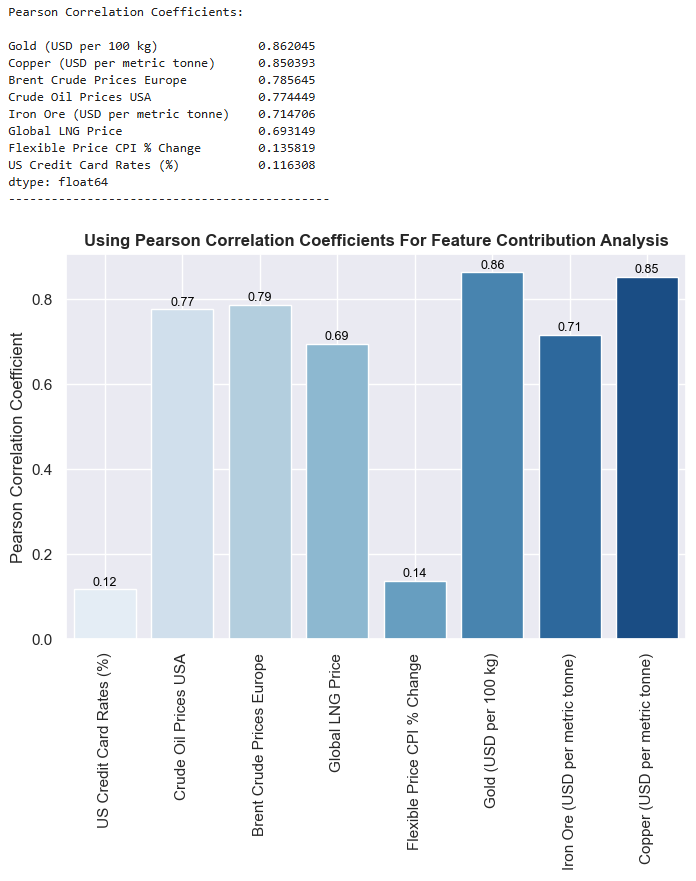 Pearson Correlation Coefficients:
Gold (USD per 100 kg) 0.862045
Copper (USD per metric tonne) 0.850393
Brent Crude Prices Europe 0.785645
Crude Oil Prices USA 0.774449
Iron Ore (USD per metric tonne) 0.714706
Global LNG Price 0.693149
Flexible Price CPI % Change 0.135819
US Credit Card Rates (%) 0.116308
dtype: float64
---------------------------------------------
Using Pearson Correlation Coefficients For Feature Contribution Analysis
Pearson Correlation Coefficient
0.8
0.6
0.4
0.2
0.0
0.12
0.77
0.79
0.69
0.14
0.86
0.71
0.85
US Credit Card Rates (%)
Crude Oil Prices USA
Brent Crude Prices Europe
Global LNG Price
Flexible Price CPI % Change
Gold (USD per 100 kg)
Iron Ore (USD per metric tonne)
Copper (USD per metric tonne)